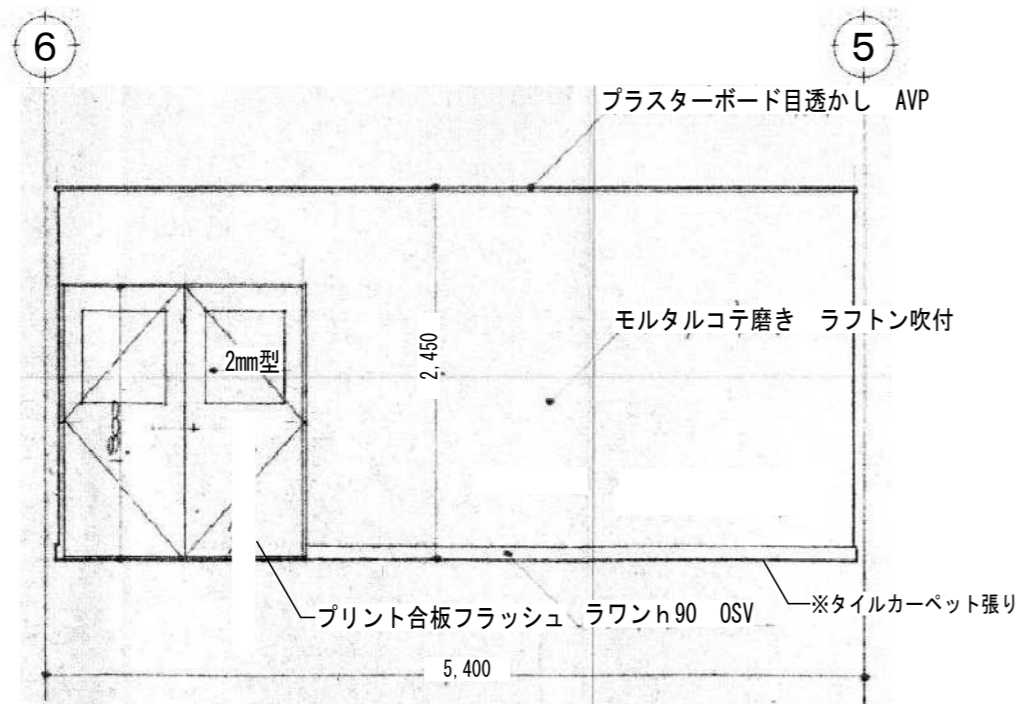 6
5
プラスターボード目透かし AVP
モルタルコテ磨き ラフトン吹付
2mm型
2,450
プリント合板フラッシュ
ラワンh90 OSV
※タイルカーペット張り
5,400